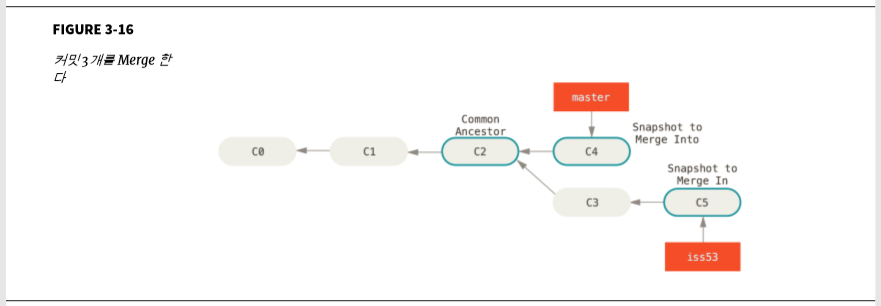 FIGURE 3-16
커밋 3 개를 Merge 한
다
master
Common
Ancestor
Snapshot to
Merge Into
C0
C1
C2
C4
Snapshot to
Merge In
C3
C5
iss53